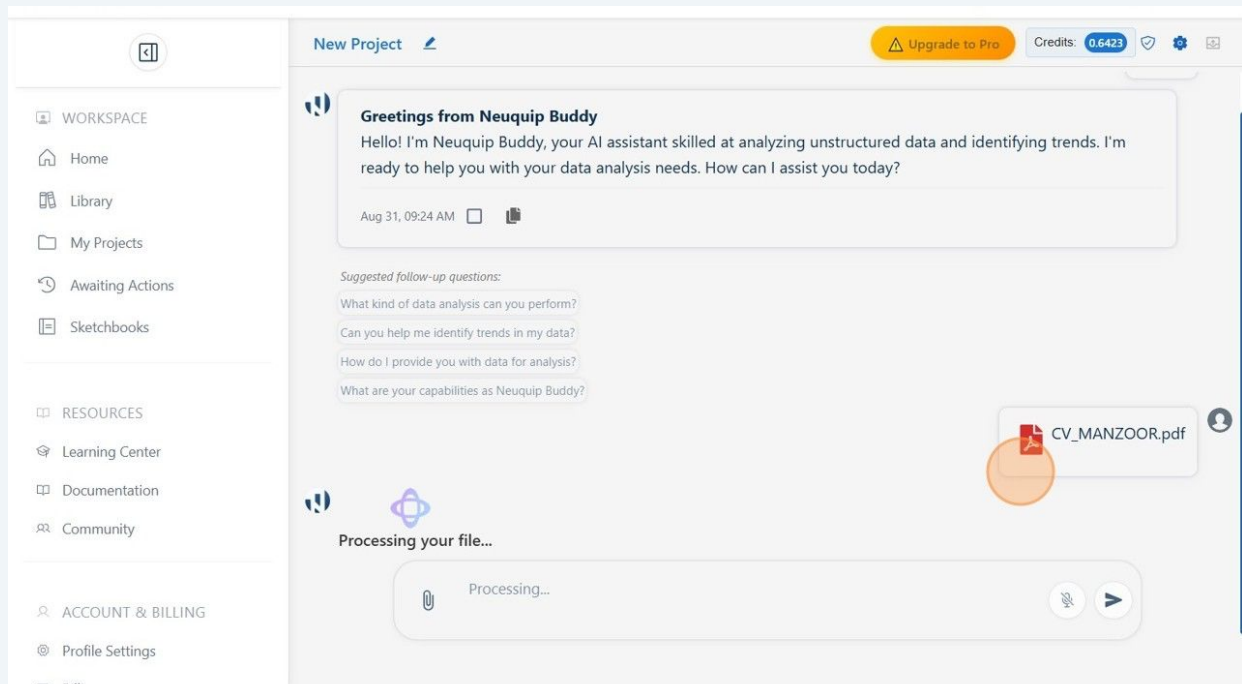 New Project
Upgrade to Pro
Credits: 0.6423
WORKSPACE
Home
Library
My Projects
Awaiting Actions
Sketchbooks
RESOURCES
Learning Center
Documentation
Community
ACCOUNT & BILLING
Profile Settings
Greetings from Neuquip Buddy
Hello! I'm Neuquip Buddy, your AI assistant skilled at analyzing unstructured data and identifying trends. I'm
ready to help you with your data analysis needs. How can I assist you today?
Aug 31, 09:24 AM
Suggested follow-up questions:
What kind of data analysis can you perform?
Can you help me identify trends in my data?
How do I provide you with data for analysis?
What are your capabilities as Neuquip Buddy?
CV_MANZOOR.pdf
Processing your file...
Processing...